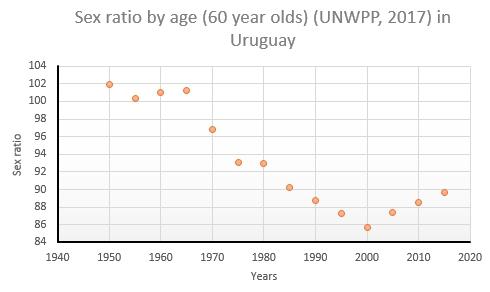 Sex ratio by age (60 year olds) (UNWPP, 2017) in
Uruguay
104
102
100
98
96
94
92
90
88
86
84
Sex ratio
1940 1950 1960 1970 1980 1990 2000 2010 2020
Years